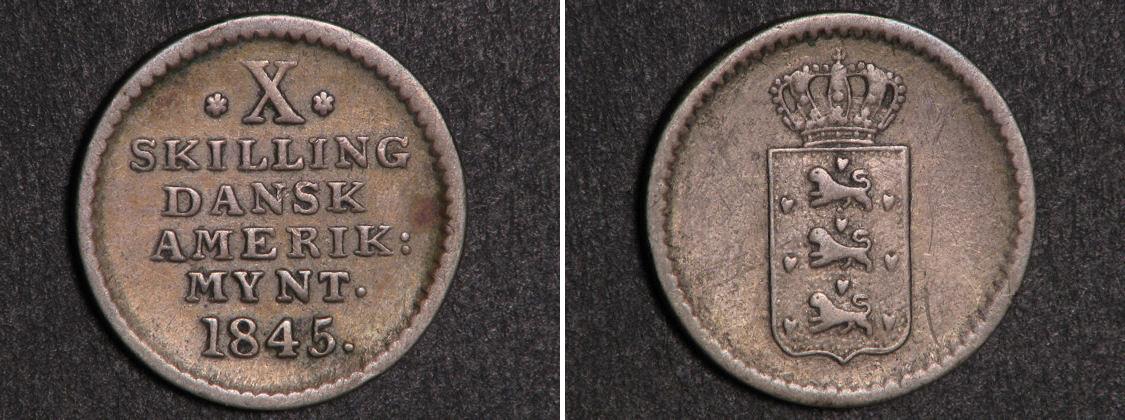 X
SKILLING
DANSK
AMERIK:
MYNT.
1845.